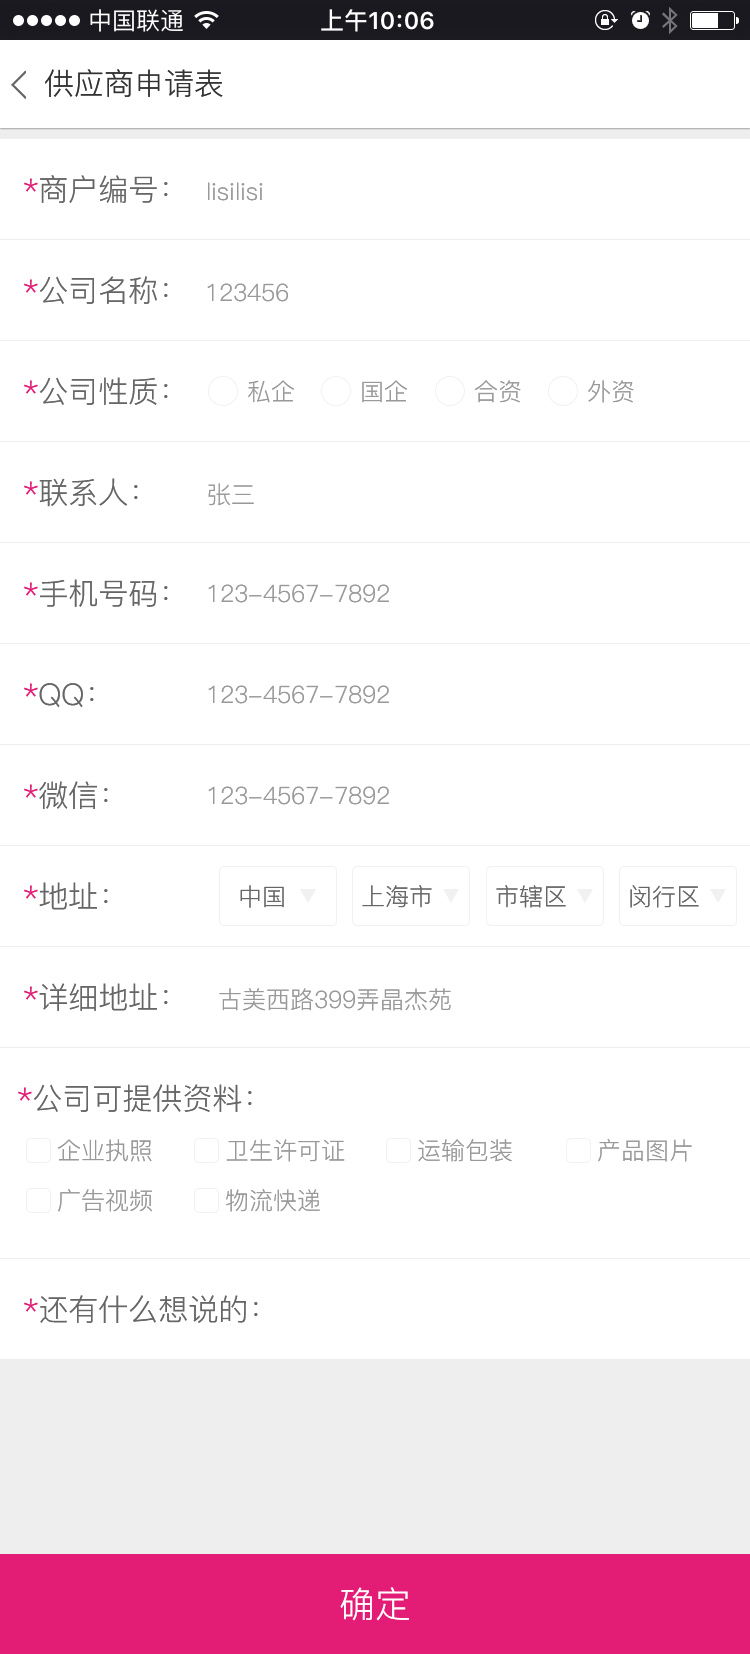 中国联通 上午10:06
供应商申请表
*商户编号： lisilisi
*公司名称： 123456
*公司性质： 私企 国企 合资 外资
*联系人： 张三
*手机号码： 123-4567-7892
*QQ： 123-4567-7892
*微信： 123-4567-7892
*地址： 中国 上海市 市辖区 闵行区
*详细地址： 古美西路399弄晶杰苑
*公司可提供资料：
企业执照 卫生许可证 运输包装 产品图片
广告视频 物流快递
*还有什么想说的：
确定